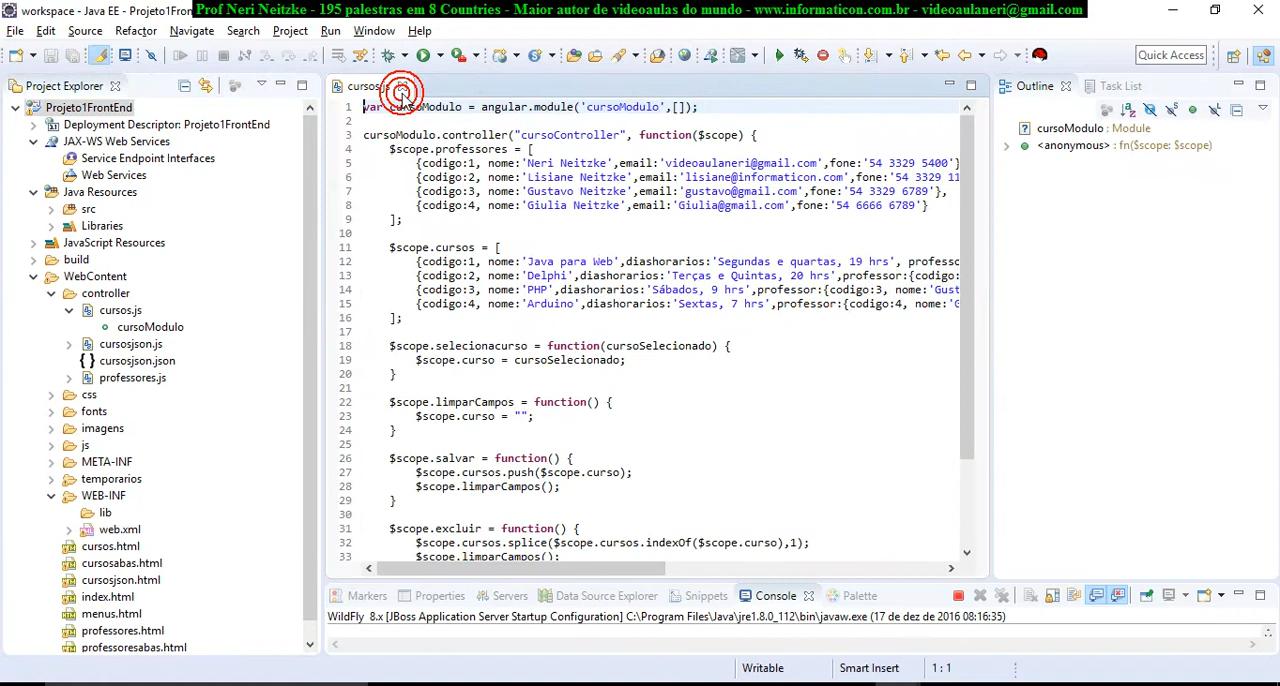 workspace - Java EE - Projeto1Fron
Prof Neri Neitzke - 195 palestras em 8 Countries - Maior autor de videoaulas do mundo - www.informaticon.com.br - videoaulaneri@gmail.com
File Edit Source Refactor Navigate Search Project Run Window Help
Quick Access
Project Explorer
Projeto1FrontEnd
Deployment Descriptor: Projeto1FrontEnd
JAX-WS Web Services
Service Endpoint Interfaces
Web Services
Java Resources
src
Libraries
JavaScript Resources
build
WebContent
controller
cursos.js
cursoModulo
cursosjson.js
cursosjson.json
professores.js
css
fonts
imagens
js
META-INF
temporarios
WEB-INF
lib
web.xml
cursos.html
cursosabas.html
cursosjson.html
index.html
menus.html
professores.html
professoresabas.html
cursos.js
1 var cursoModulo = angular.module('cursoModulo',[]);
2
3 cursoModulo.controller("cursoController", function($scope) {
4 $scope.professores = [
5 {codigo:1, nome:'Neri Neitzke',email:'videoaulaneri@gmail.com',fone:'54 3329 5400'}
6 {codigo:2, nome:'Lisiane Neitzke',email:'lisiane@informaticon.com',fone:'54 3329 11
7 {codigo:3, nome:'Gustavo Neitzke',email:'gustavo@gmail.com',fone:'54 3329 6789'},
8 {codigo:4, nome:'Giulia Neitzke',email:'Giulia@gmail.com',fone:'54 6666 6789'}
9 ];
10
11 $scope.cursos = [
12 {codigo:1, nome:'Java para Web',diashorarios:'Segundas e quartas, 19 hrs', professo
13 {codigo:2, nome:'Delphi',diashorarios:'Terças e Quintas, 20 hrs',professor:{codigo:
14 {codigo:3, nome:'PHP',diashorarios:'Sábados, 9 hrs',professor:{codigo:3, nome:'Gust
15 {codigo:4, nome:'Arduino',diashorarios:'Sextas, 7 hrs',professor:{codigo:4, nome:'G
16 ];
17
18 $scope.selecionacurso = function(cursoSelecionado) {
19 $scope.curso = cursoSelecionado;
20 }
21
22 $scope.limparCampos = function() {
23 $scope.curso = "";
24 }
25
26 $scope.salvar = function() {
27 $scope.cursos.push($scope.curso);
28 $scope.limparCampos();
29 }
30
31 $scope.excluir = function() {
32 $scope.cursos.splice($scope.cursos.indexOf($scope.curso),1);
33 $scope.limparCampos();
Outline Task List
cursoModulo : Module
<anonymous> : fn($scope: $scope)
Markers Properties Servers Data Source Explorer Snippets Console Palette
WildFly 8.x [JBoss Application Server Startup Configuration] C:\Program Files\Java\jre1.8.0_112\bin\javaw.exe (17 de dez de 2016 08:16:35)
Writable Smart Insert 1 : 1